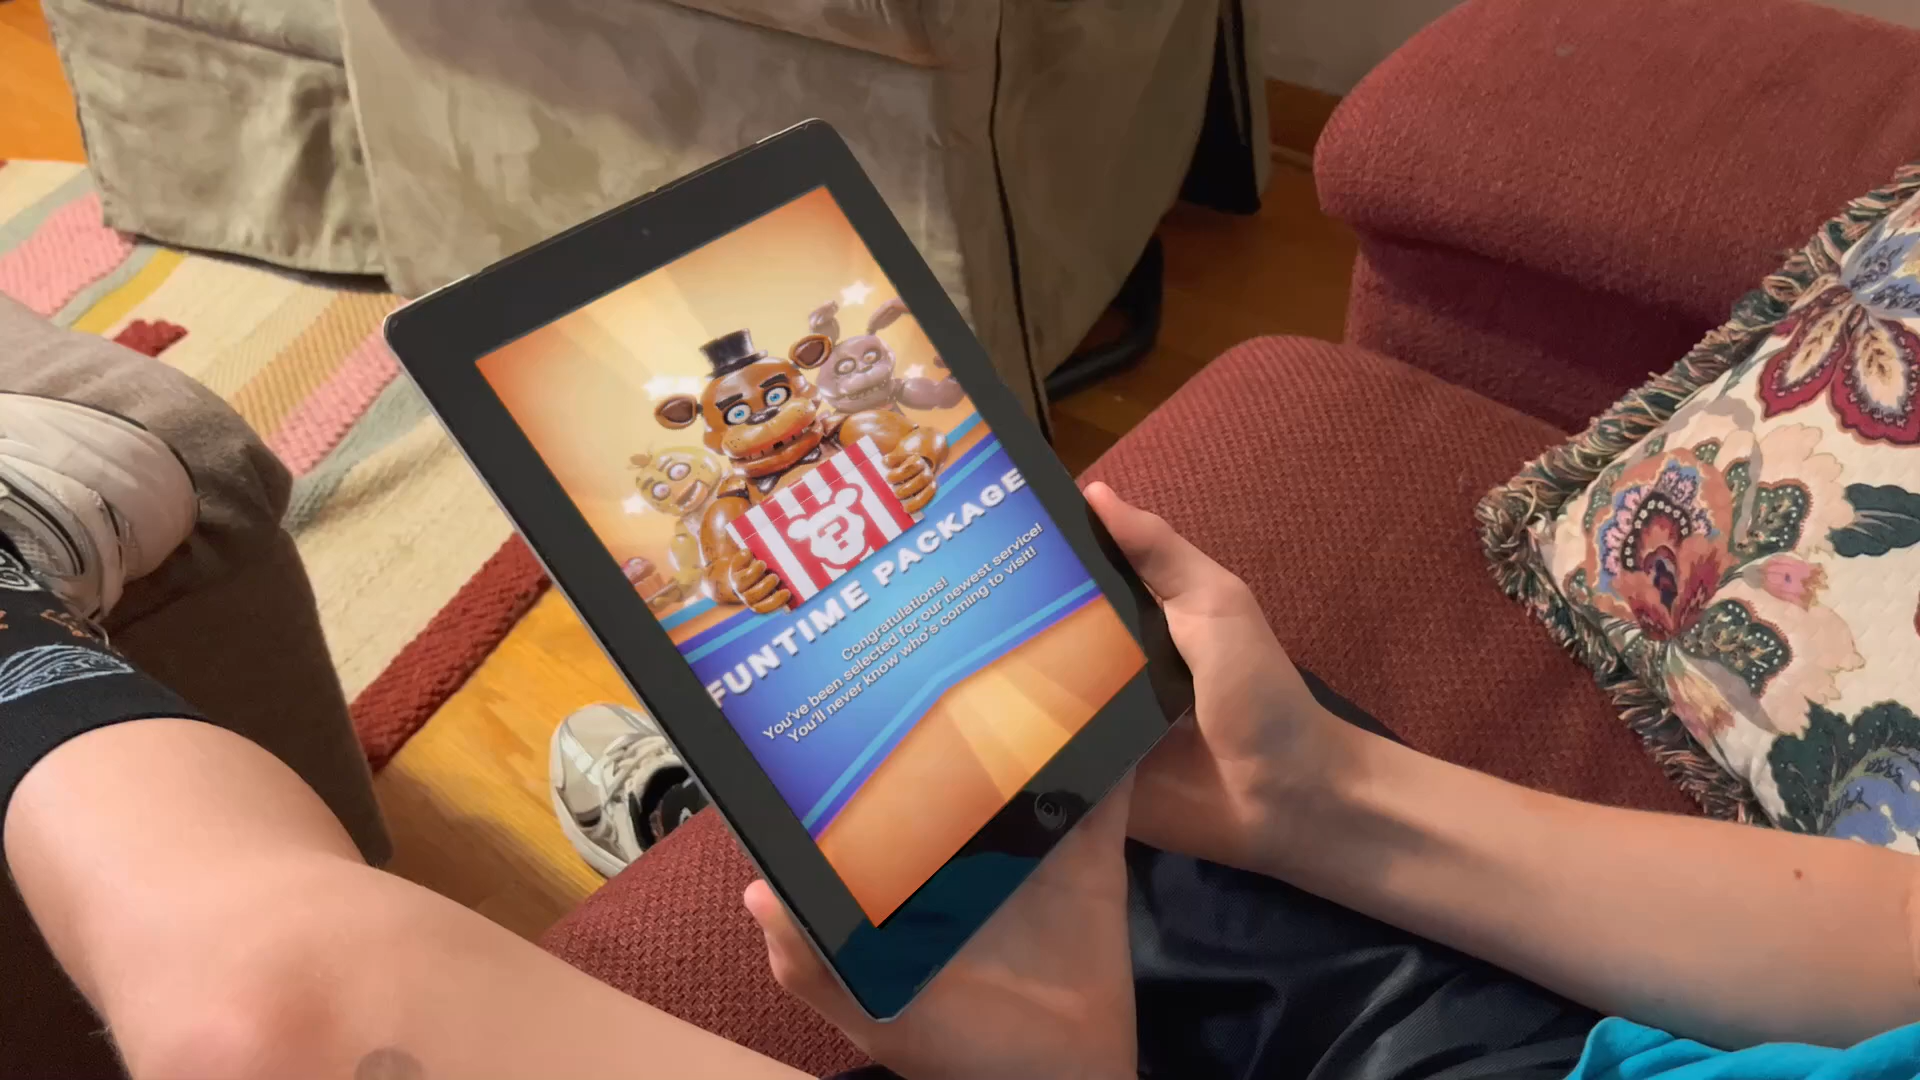 FUNTIME PACKAGE
Congratulations!
You've been selected for our newest service!
You'll never know who's coming to visit!